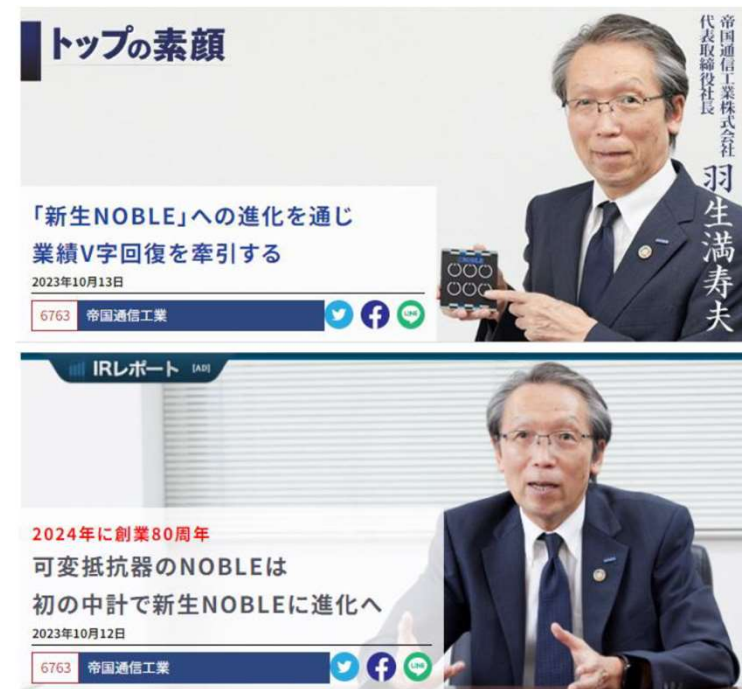 トップの素顔
帝国通信工業株式会社
代表取締役社長
羽生満寿夫
NOBLE
「新生NOBLE」への進化を通じ
業績V字回復を牽引する
2023年10月13日
6763 帝国通信工業
LINE
IRレポート [AD]
2024年に創業80周年
可変抵抗器のNOBLEは
初の中計で新生NOBLEに進化へ
2023年10月12日
6763 帝国通信工業
LINE